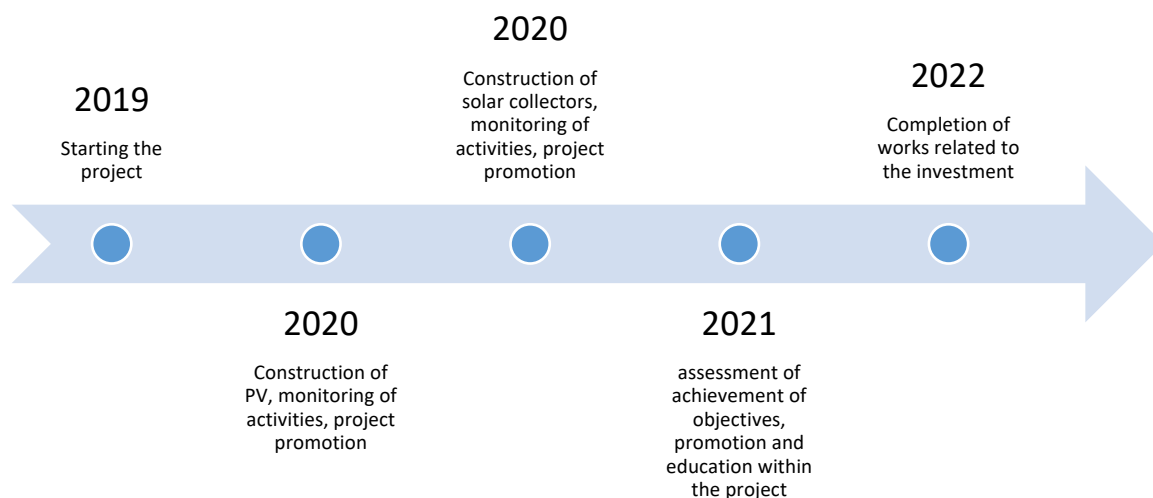 2019
Starting the
project
2020
Construction of
PV, monitoring of
activities, project
promotion
2020
Construction of
solar collectors,
monitoring of
activities, project
promotion
2021
assessment of
achievement of
objectives,
promotion and
education within
the project
2022
Completion of
works related to
the investment